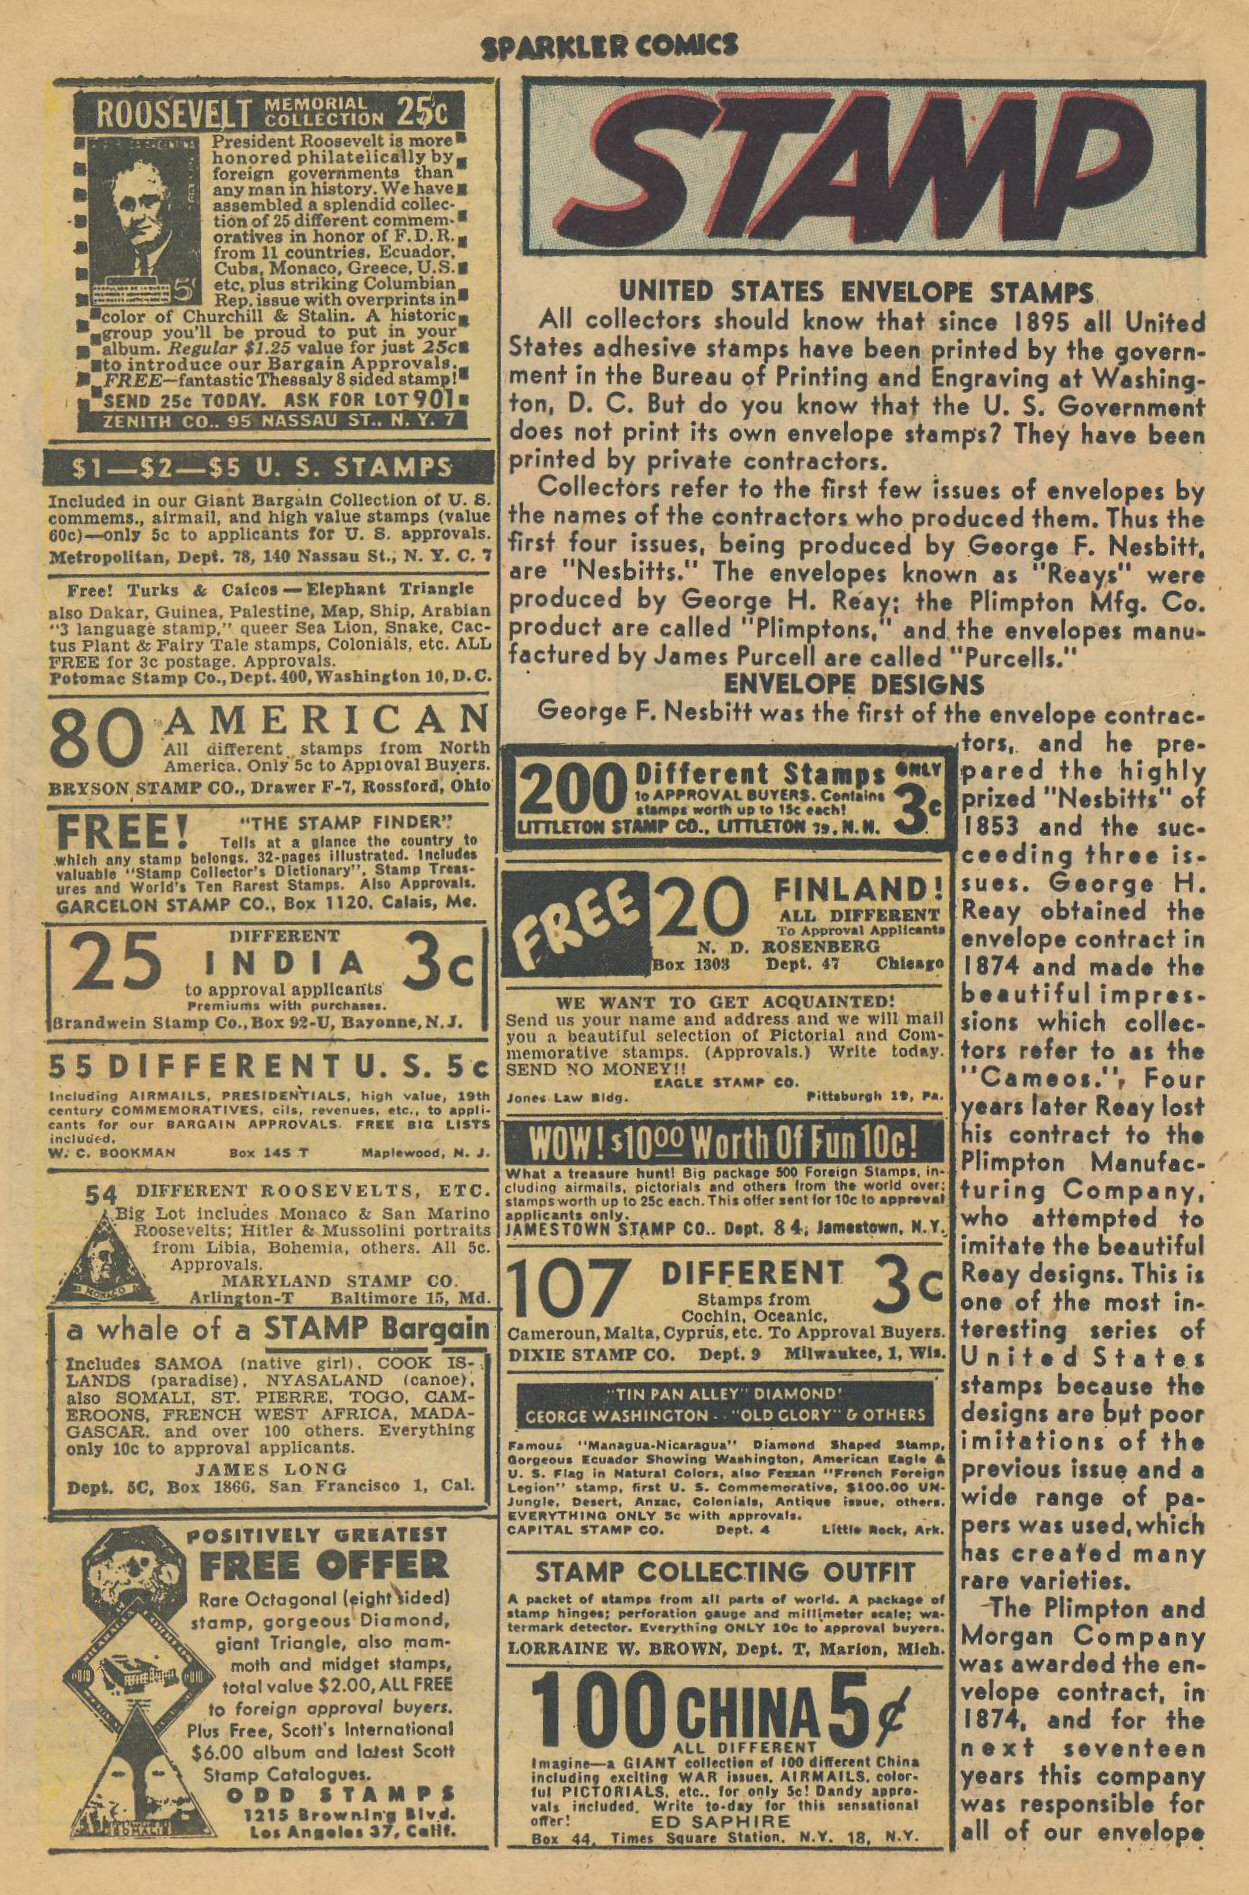 SPARKLER COMICS
ROOSEVELT MEMORIAL COLLECTION 25¢
President Roosevelt is more
honored philatelically by
foreign governments than
any man in history. We have
assembled a splendid collec-
tion of 25 different commem-
oratives in honor of F.D.R.
from 11 countries. Ecuador,
Cuba, Monaco, Greece, U.S.
etc, plus striking Columbian
Rep. issue with overprints in
color of Churchill & Stalin. A historic
group you'll be proud to put in your
album. Regular $1.25 value for just 25c
to introduce our Bargain Approvals.
FREE—fantastic Thessaly 8 sided stamp!
SEND 25c TODAY. ASK FOR LOT 901
ZENITH CO., 95 NASSAU ST., N. Y. 7
$1—$2—$5 U. S. STAMPS
Included in our Giant Bargain Collection of U. S.
commems., airmail, and high value stamps (value
60c)—only 5c to applicants for U. S. approvals.
Metropolitan, Dept. 78, 140 Nassau St., N. Y. C. 7
Free! Turks & Caicos—Elephant Triangle
also Dakar, Guinea, Palestine, Map, Ship, Arabian
"3 language stamp," queer Sea Lion, Snake, Cac-
tus Plant & Fairy Tale stamps, Colonials, etc. ALL
FREE for 3c postage. Approvals.
Potomac Stamp Co., Dept. 400, Washington 10, D.C.
80 AMERICAN
All different stamps from North
America. Only 5c to Approval Buyers.
BRYSON STAMP CO., Drawer F-7, Rossford, Ohio
FREE! "THE STAMP FINDER"!
Tells at a glance the country to
which any stamp belongs. 32-pages illustrated. Includes
valuable "Stamp Collector's Dictionary", Stamp Treas-
ures and World's Ten Rarest Stamps. Also Approvals.
GARCELON STAMP CO., Box 1120, Calais, Me.
25 DIFFERENT INDIA 3c
to approval applicants
Premiums with purchases.
Brandwein Stamp Co., Box 92-U, Bayonne, N. J.
55 DIFFERENT U. S. 5c
Including AIRMAILS, PRESIDENTIALS, high value, 19th
century COMMEMORATIVES, cils, revenues, etc., to appli-
cants for our BARGAIN APPROVALS. FREE BIG LISTS
included.
W. C. BOOKMAN Box 145 T Maplewood, N. J.
54 DIFFERENT ROOSEVELTS, ETC.
Big Lot includes Monaco & San Marino
Roosevelts; Hitler & Mussolini portraits
from Libia, Bohemia, others. All 5c.
Approvals.
MARYLAND STAMP CO.
Arlington-T Baltimore 15, Md.
MONACO
a whale of a STAMP Bargain
Includes SAMOA (native girl), COOK IS-
LANDS (paradise), NYASALAND (canoe),
also SOMALI, ST. PIERRE, TOGO, CAM-
EROONS, FRENCH WEST AFRICA, MADA-
GASCAR, and over 100 others. Everything
only 10c to approval applicants.
JAMES LONG
Dept. 5C, Box 1866, San Francisco 1, Cal.
POSITIVELY GREATEST
FREE OFFER
Rare Octagonal (eight sided)
stamp, gorgeous Diamond,
giant Triangle, also mam-
moth and midget stamps,
total value $2.00, ALL FREE
to foreign approval buyers.
Plus Free, Scott's International
$6.00 album and latest Scott
Stamp Catalogues.
ODD STAMPS
1215 Browning Blvd.
Los Angeles 37, Calif.
STAMP
UNITED STATES ENVELOPE STAMPS
All collectors should know that since 1895 all United
States adhesive stamps have been printed by the govern-
ment in the Bureau of Printing and Engraving at Washing-
ton, D. C. But do you know that the U. S. Government
does not print its own envelope stamps? They have been
printed by private contractors.
Collectors refer to the first few issues of envelopes by
the names of the contractors who produced them. Thus the
first four issues, being produced by George F. Nesbitt,
are "Nesbitts." The envelopes known as "Reays" were
produced by George H. Reay; the Plimpton Mfg. Co.
product are called "Plimptons," and the envelopes manu-
factured by James Purcell are called "Purcells."
ENVELOPE DESIGNS
George F. Nesbitt was the first of the envelope contrac-
tors, and he pre-
pared the highly
prized "Nesbitts" of
1853 and the suc-
ceeding three is-
sues. George H.
Reay obtained the
envelope contract in
1874 and made the
beautiful impres-
sions which collec-
tors refer to as the
"Cameos.", Four
years later Reay lost
his contract to the
Plimpton Manufac-
turing Company,
who attempted to
imitate the beautiful
Reay designs. This is
one of the most in-
teresting series of
United States
stamps because the
designs are but poor
imitations of the
previous issue and a
wide range of pa-
pers was used, which
has created many
rare varieties.
The Plimpton and
Morgan Company
was awarded the en-
velope contract, in
1874, and for the
next seventeen
years this company
was responsible for
all of our envelope
200 Different Stamps ONLY 3c
to APPROVAL BUYERS. Contains
stamps worth up to 15c each!
LITTLETON STAMP CO., LITTLETON 79, N. H.
FREE 20 FINLAND!
ALL DIFFERENT
To Approval Applicants
N. D. ROSENBERG
Box 1303 Dept. 47 Chicago
WE WANT TO GET ACQUAINTED!
Send us your name and address and we will mail
you a beautiful selection of Pictorial and Com-
memorative stamps. (Approvals.) Write today.
SEND NO MONEY!!
EAGLE STAMP CO.
Jones Law Bldg. Pittsburgh 19, Pa.
WOW! $10.00 Worth Of Fun 10c!
What a treasure hunt! Big package 500 Foreign Stamps, in-
cluding airmails, pictorials and others from the world over;
stamps worth up to 25c each. This offer sent for 10c to approval
applicants only.
JAMESTOWN STAMP CO., Dept. 84, Jamestown, N. Y.
107 DIFFERENT 3c
Stamps from
Cochin, Oceanic,
Cameroun, Malta, Cyprus, etc. To Approval Buyers.
DIXIE STAMP CO. Dept. 9 Milwaukee, 1, Wis.
"TIN PAN ALLEY" DIAMOND!
GEORGE WASHINGTON - - "OLD GLORY" & OTHERS
Famous "Managua-Nicaragua" Diamond Shaped Stamp,
Gorgeous Ecuador Showing Washington, American Eagle &
U. S. Flag in Natural Colors, also Fezzan "French Foreign
Legion" stamp, first U. S. Commemorative, $100.00 UN-
Jungle, Desert, Anzac, Colonials, Antique issue, others.
EVERYTHING ONLY 5c with approvals.
CAPITAL STAMP CO. Dept. 4 Little Rock, Ark.
STAMP COLLECTING OUTFIT
A packet of stamps from all parts of world. A package of
stamp hinges; perforation gauge and millimeter scale; wa-
termark detector. Everything ONLY 10c to approval buyers.
LORRAINE W. BROWN, Dept. T, Marion, Mich.
100 CHINA 5¢
ALL DIFFERENT
Imagine—a GIANT collection of 100 different China
including exciting WAR issues, AIRMAILS, color-
ful PICTORIALS, etc., for only 5c! Dandy appro-
vals included. Write to-day for this sensational
offer! ED SAPHIRE
Box 44, Times Square Station, N.Y. 18, N.Y.